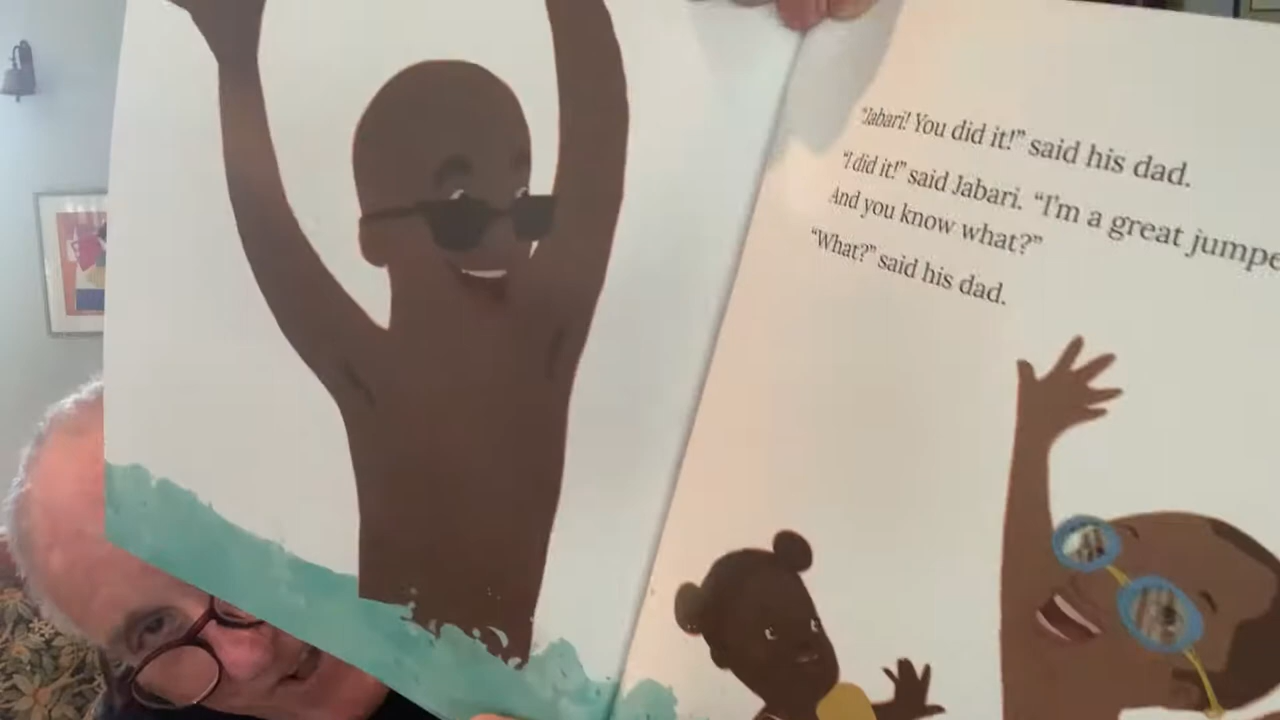 “Jabari! You did it!” said his dad.
“I did it!” said Jabari. “I’m a great jumpe
And you know what?”
“What?” said his dad.